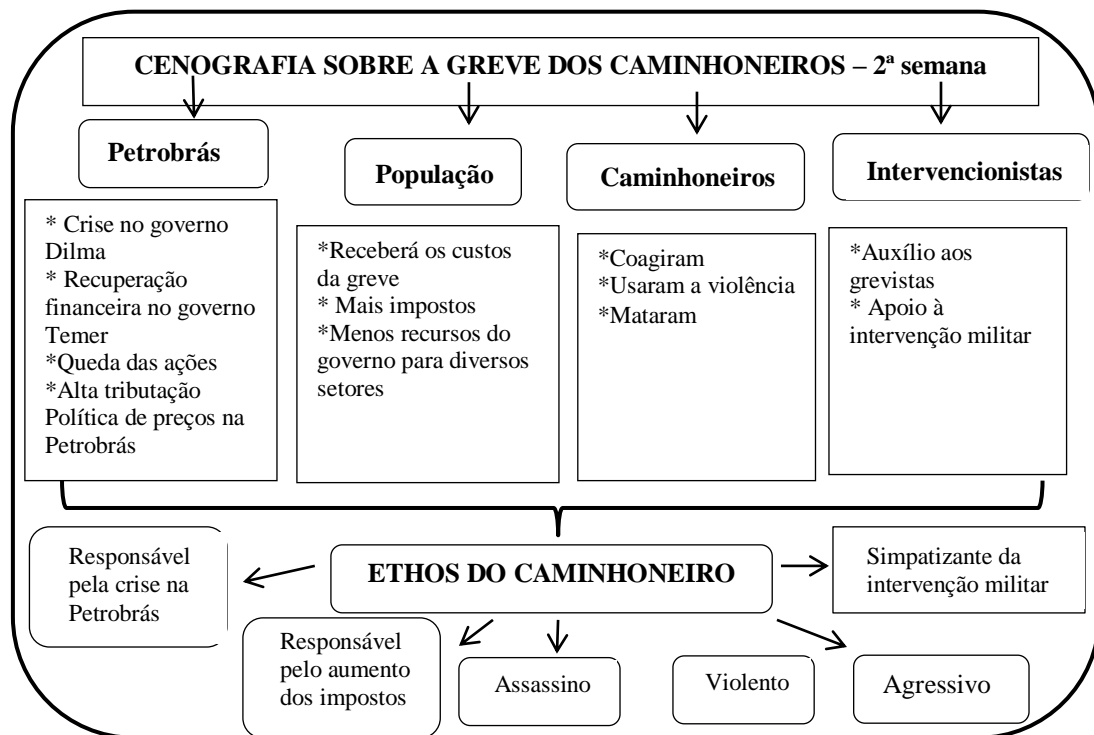 CENOGRAFIA SOBRE A GREVE DOS CAMINHONEIROS – 2ª semana
Petrobrás
População
Caminhoneiros
Intervencionistas
* Crise no governo
Dilma
* Recuperação
financeira no governo
Temer
*Queda das ações
*Alta tributação
Política de preços na
Petrobrás
*Receberá os custos
da greve
* Mais impostos
*Menos recursos do
governo para diversos
setores
*Coagiram
*Usaram a violência
*Mataram
*Auxílio aos
grevistas
* Apoio à
intervenção militar
Responsável
pela crise na
Petrobrás
ETHOS DO CAMINHONEIRO
Simpatizante da
intervenção militar
Responsável
pelo aumento
dos impostos
Assassino
Violento
Agressivo